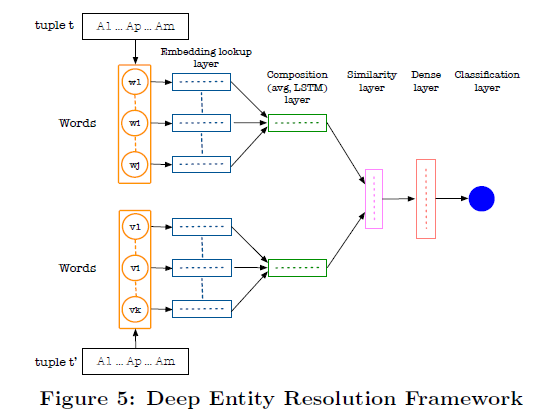 tuple t
A1 ... Ap ... Am
Embedding lookup
layer
Composition
(avg, LSTM)
layer
Similarity
layer
Dense
layer
Classification
layer
Words
w1
wi
wj
Words
v1
vi
vk
tuple t'
A1 ... Ap ... Am
Figure 5: Deep Entity Resolution Framework